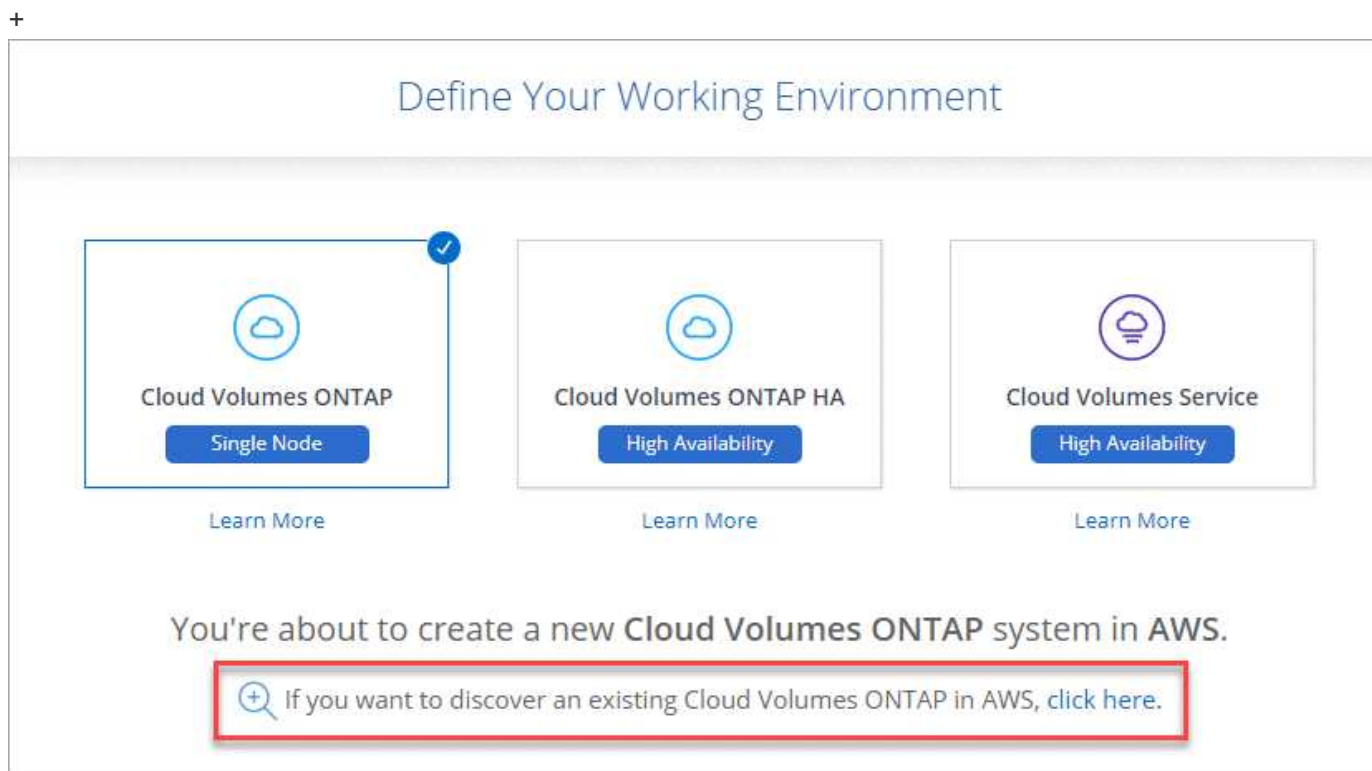 +
Define Your Working Environment
Cloud Volumes ONTAP
Single Node
Learn More
Cloud Volumes ONTAP HA
High Availability
Learn More
Cloud Volumes Service
High Availability
Learn More
You're about to create a new Cloud Volumes ONTAP system in AWS.
If you want to discover an existing Cloud Volumes ONTAP in AWS, click here.